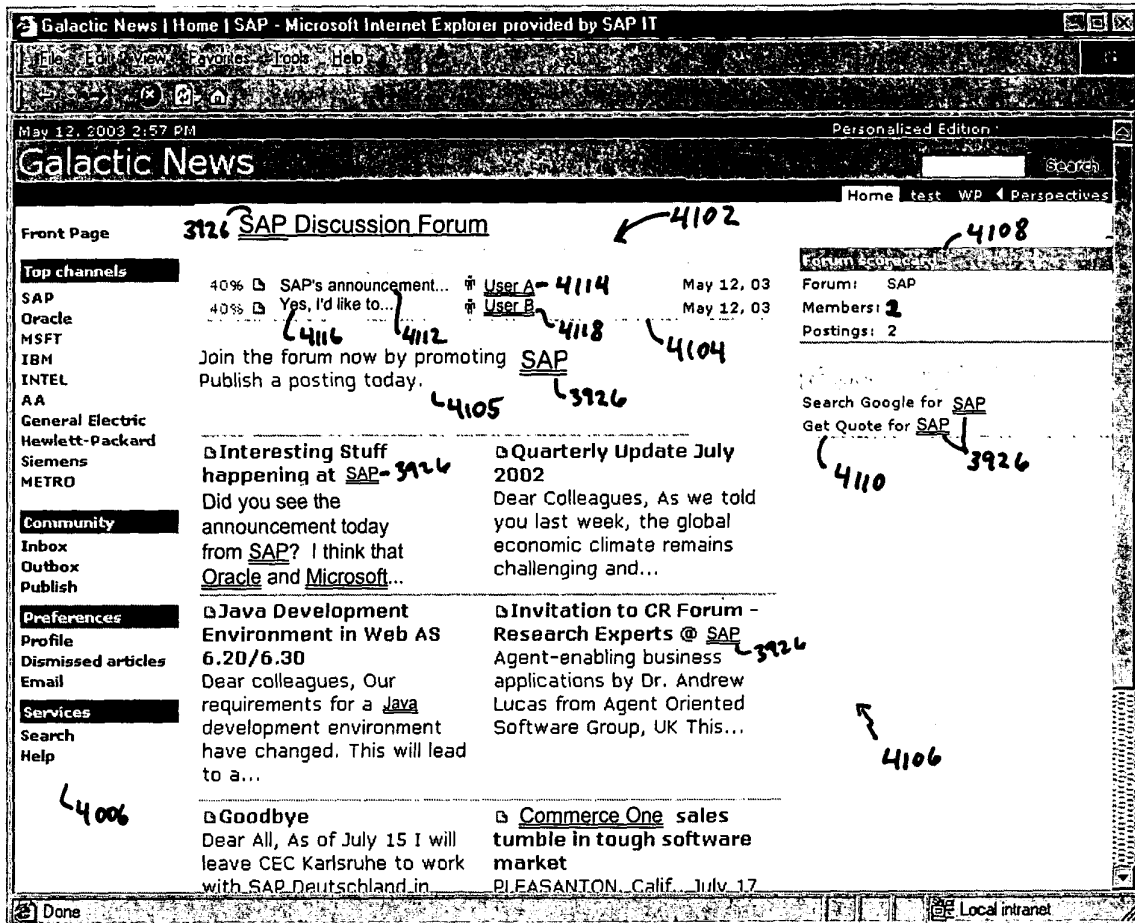 Galactic News | Home | SAP - Microsoft Internet Explorer provided by SAP IT
File Edit View Favorites Tools Help
May 12, 2003 2:57 PM
Personalized Edition
Galactic News
Search
Home test WP Perspectives
Front Page
Top channels
SAP
Oracle
MSFT
IBM
INTEL
AA
General Electric
Hewlett-Packard
Siemens
METRO
Community
Inbox
Outbox
Publish
Preferences
Profile
Dismissed articles
Email
Services
Search
Help
4006
3926 SAP Discussion Forum
4102
40% SAP's announcement... User A 4114 May 12, 03
40% Yes, I'd like to... User B May 12, 03
4116 4112 4118 4104
Join the forum now by promoting SAP
Publish a posting today.
4105 3926
Interesting Stuff
happening at SAP 3926
Did you see the
announcement today
from SAP? I think that
Oracle and Microsoft...
Quarterly Update July
2002
Dear Colleagues, As we told
you last week, the global
economic climate remains
challenging and...
Java Development
Environment in Web AS
6.20/6.30
Dear colleagues, Our
requirements for a Java
development environment
have changed. This will lead
to a...
Invitation to CR Forum -
Research Experts @ SAP
3926
Agent-enabling business
applications by Dr. Andrew
Lucas from Agent Oriented
Software Group, UK This...
Goodbye
Dear All, As of July 15 I will
leave CEC Karlsruhe to work
with SAP Deutschland in
Commerce One sales
tumble in tough software
market
PLEASANTON, Calif., July 17
4108
Forum scorecard
Forum: SAP
Members: 2
Postings: 2
Search Google for SAP
Get Quote for SAP
3926
4110
4106
Done
Local intranet